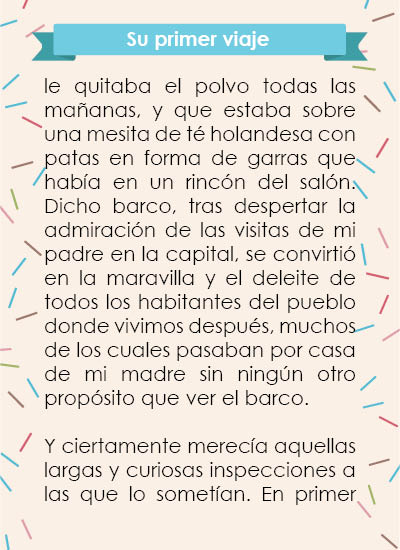 Su primer viaje
le quitaba el polvo todas las
mañanas, y que estaba sobre
una mesita de té holandesa con
patas en forma de garras que
había en un rincón del salón.
Dicho barco, tras despertar la
admiración de las visitas de mi
padre en la capital, se convirtió
en la maravilla y el deleite de
todos los habitantes del pueblo
donde vivimos después, muchos
de los cuales pasaban por casa
de mi madre sin ningún otro
propósito que ver el barco.
Y ciertamente merecía aquellas
largas y curiosas inspecciones a
las que lo sometían. En primer